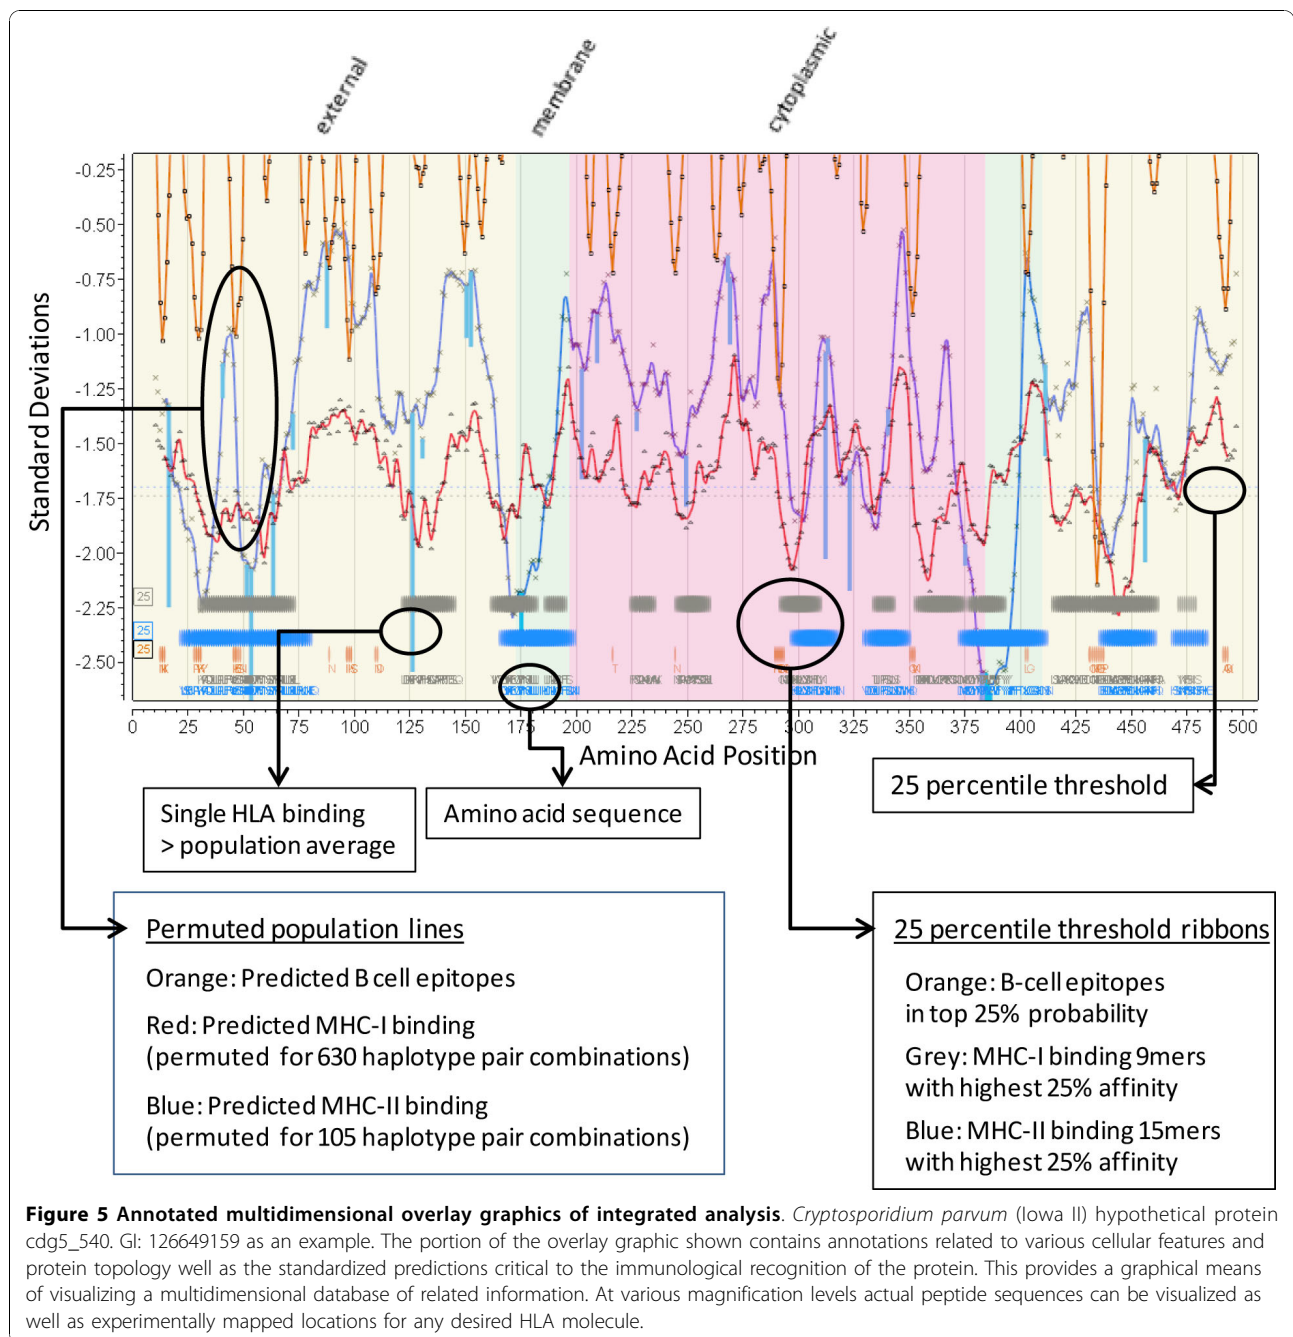 external
membrane
cytoplasmic
Standard Deviations
-0.25
-0.50
-0.75
-1.00
-1.25
-1.50
-1.75
-2.00
-2.25
-2.50
25
25
25
0 25 50 75 100 125 150 175 200 225 250 275 300 325 350 375 400 425 450 475 500
Amino Acid Position
Single HLA binding
> population average
Amino acid sequence
25 percentile threshold
Permuted population lines
Orange: Predicted B cell epitopes
Red: Predicted MHC-I binding
(permuted for 630 haplotype pair combinations)
Blue: Predicted MHC-II binding
(permuted for 105 haplotype pair combinations)
25 percentile threshold ribbons
Orange: B-cell epitopes
in top 25% probability
Grey: MHC-I binding 9mers
with highest 25% affinity
Blue: MHC-II binding 15mers
with highest 25% affinity
Figure 5 Annotated multidimensional overlay graphics of integrated analysis. Cryptosporidium parvum (Iowa II) hypothetical protein
cdg5_540. GI: 126649159 as an example. The portion of the overlay graphic shown contains annotations related to various cellular features and
protein topology well as the standardized predictions critical to the immunological recognition of the protein. This provides a graphical means
of visualizing a multidimensional database of related information. At various magnification levels actual peptide sequences can be visualized as
well as experimentally mapped locations for any desired HLA molecule.